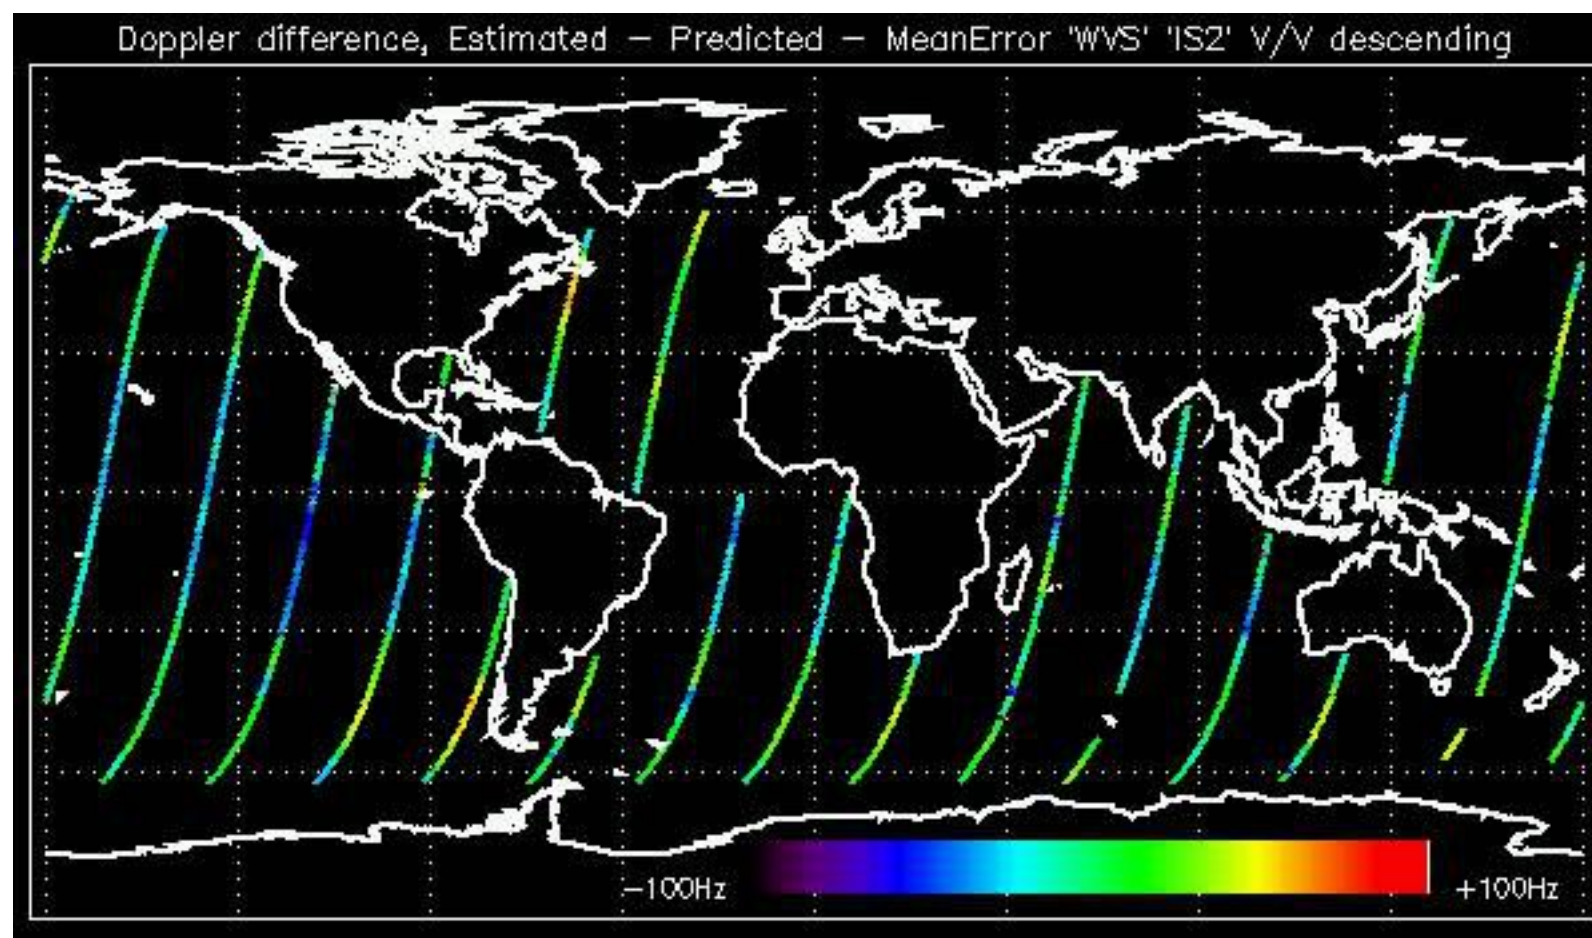 Doppler difference, Estimated – Predicted – MeanError 'WVS' 'IS2' V/V descending
–100Hz +100Hz